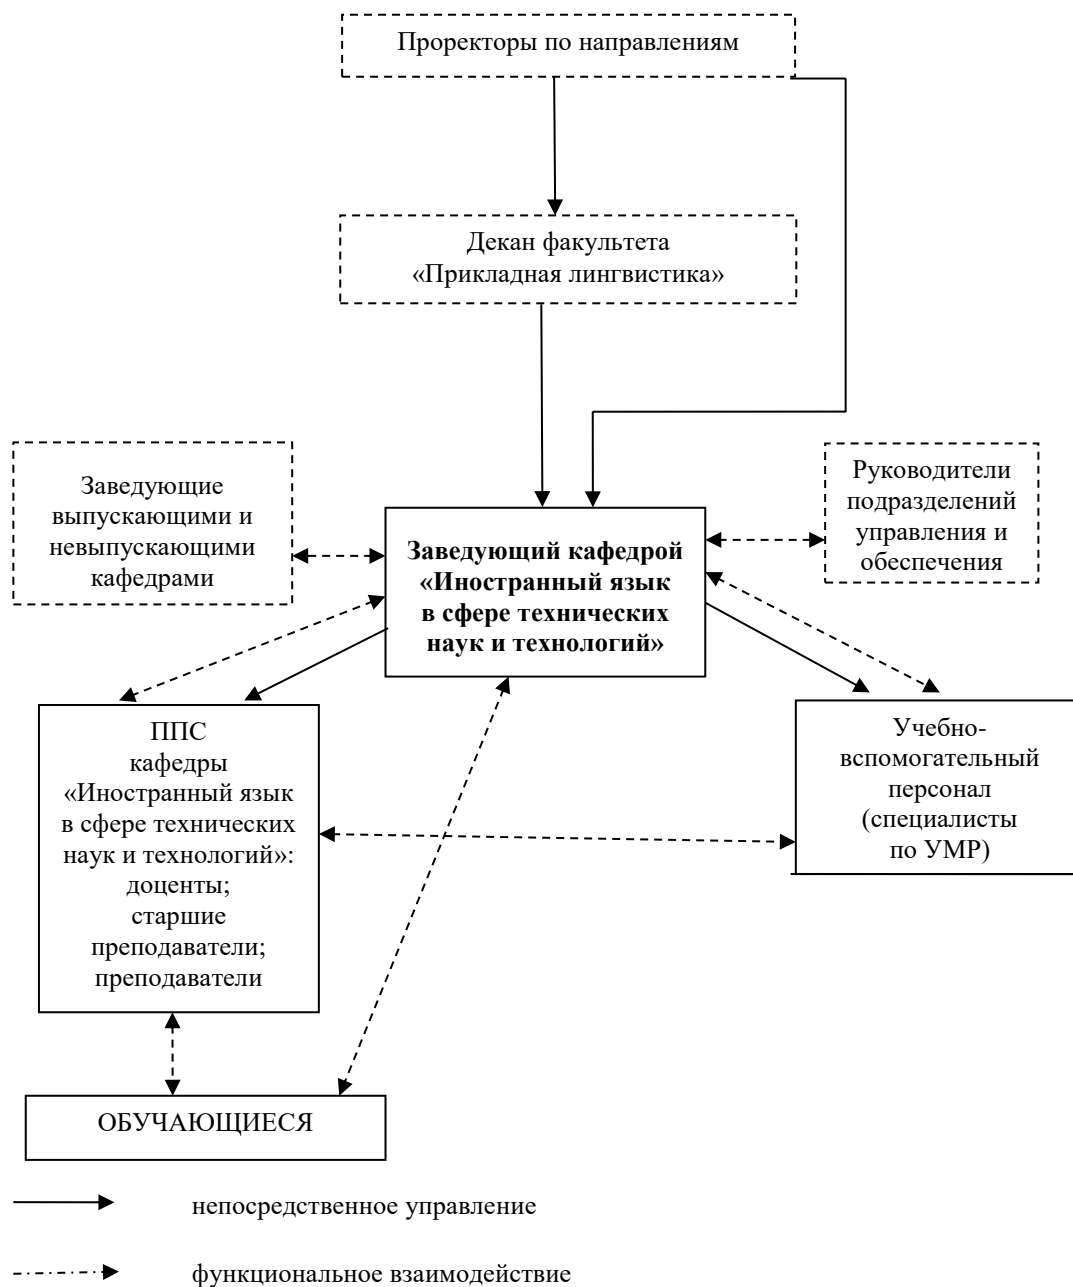 Проректоры по направлениям
Декан факультета
«Прикладная лингвистика»
Заведующие
выпускающими и
невыпускающими
кафедрами
Руководители
подразделений
управления и
обеспечения
Заведующий кафедрой
«Иностранный язык
в сфере технических
наук и технологий»
ППС
кафедры
«Иностранный язык
в сфере технических
наук и технологий»:
доценты;
старшие
преподаватели;
преподаватели
Учебно-
вспомогательный
персонал
(специалисты
по УМР)
ОБУЧАЮЩИЕСЯ
непосредственное управление
функциональное взаимодействие